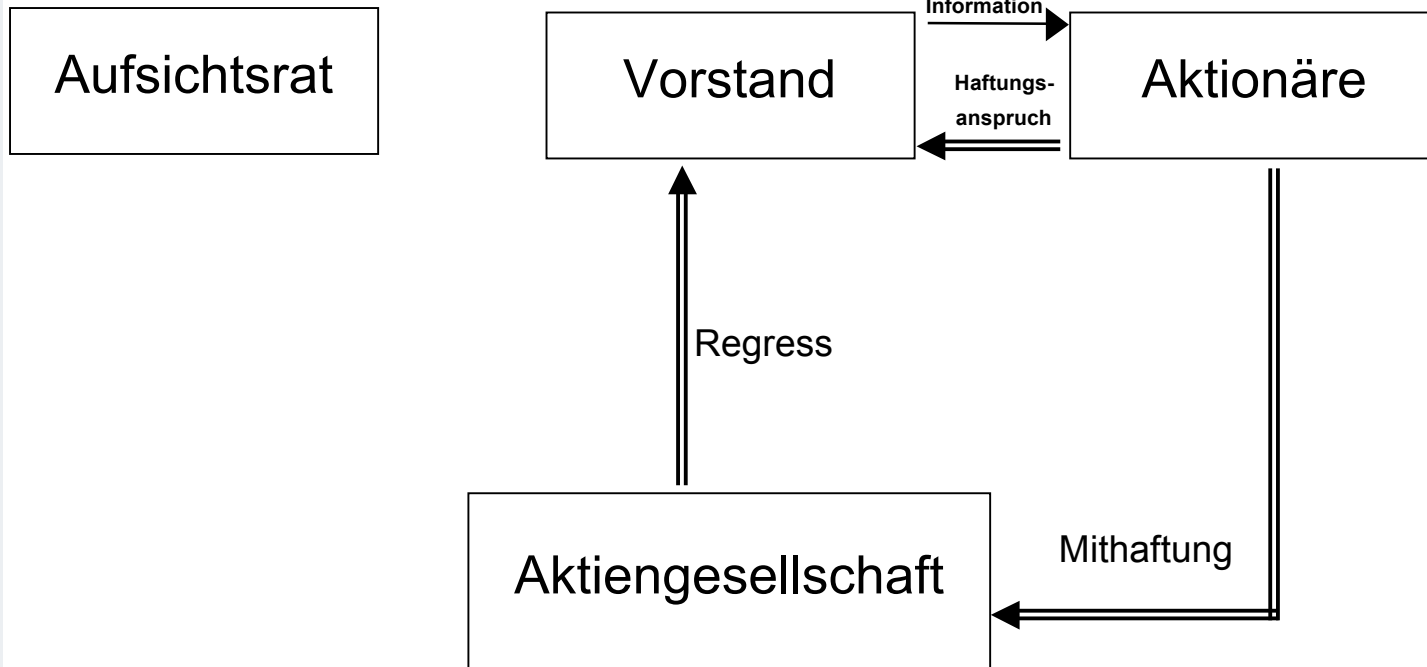 Information
Aufsichtsrat
Vorstand
Haftungs-
anspruch
Aktionäre
Regress
Mithaftung
Aktiengesellschaft